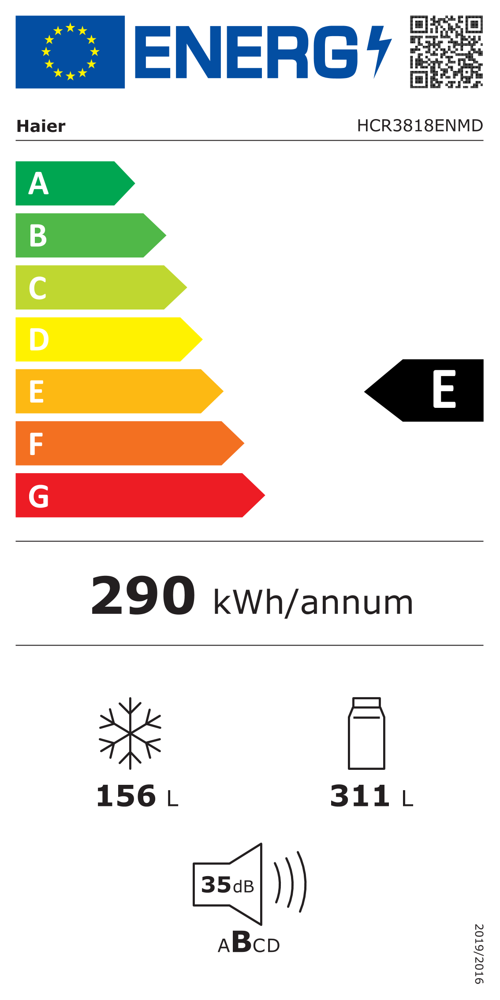 ENERG
Haier HCR3818ENMD
A
B
C
D
E
E
F
G
290 kWh/annum
156 L 311 L
35dB
ABCD
2019/2016